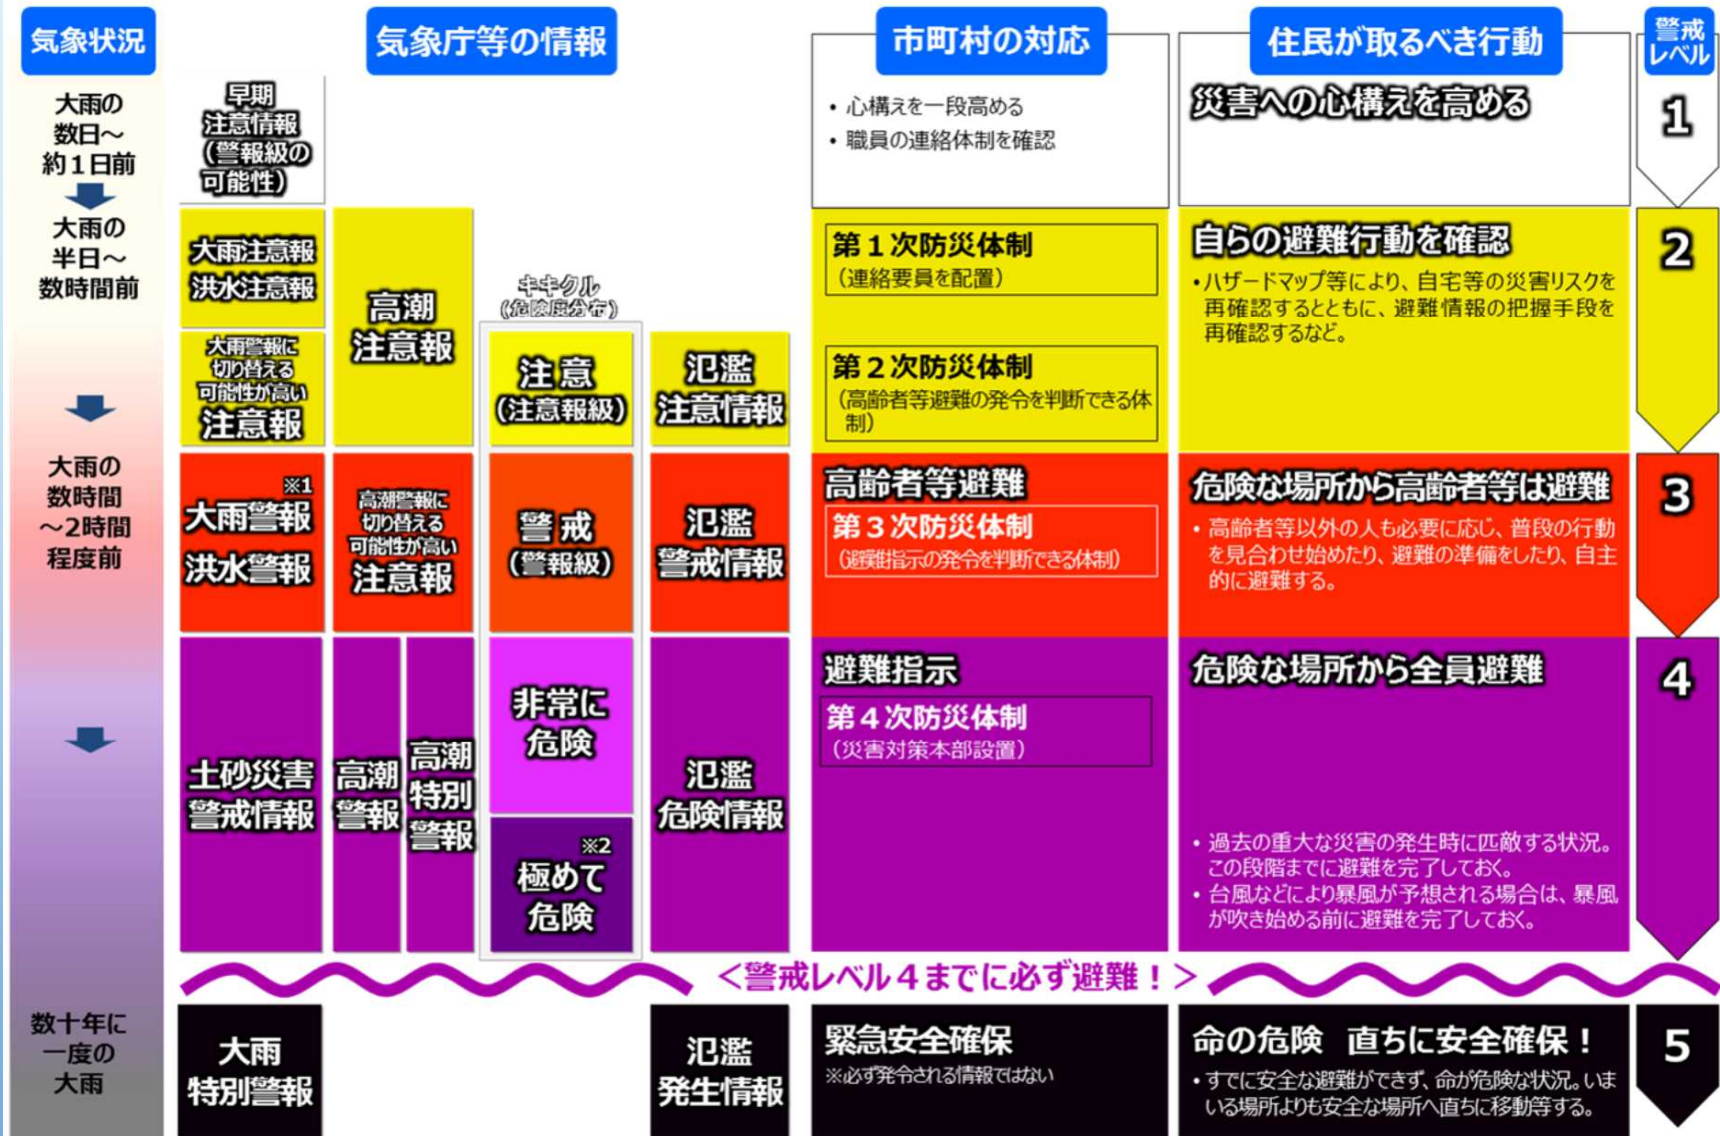 気象状況
気象庁等の情報
市町村の対応
住民が取るべき行動
警戒
レベル
大雨の
数日～
約１日前
早期
注意情報
（警報級の
可能性）
・心構えを一段高める
・職員の連絡体制を確認
災害への心構えを高める
1
大雨の
半日～
数時間前
大雨注意報
洪水注意報
大雨警報に
切り替える
可能性が高い
注意報
高潮
注意報
キキクル
（危険度分布）
注意
（注意報級）
氾濫
注意情報
第１次防災体制
（連絡要員を配置）
第２次防災体制
（高齢者等避難の発令を判断できる体
制）
自らの避難行動を確認
・ハザードマップ等により、自宅等の災害リスクを
再確認するとともに、避難情報の把握手段を
再確認するなど。
2
大雨の
数時間
～2時間
程度前
※1
大雨警報
洪水警報
高潮警報に
切り替える
可能性が高い
注意報
警戒
（警報級）
氾濫
警戒情報
高齢者等避難
第３次防災体制
（避難指示の発令を判断できる体制）
危険な場所から高齢者等は避難
・高齢者等以外の人も必要に応じ、普段の行動
を見合わせ始めたり、避難の準備をしたり、自主
的に避難する。
3
土砂災害
警戒情報
高潮
警報
高潮
特別
警報
非常に
危険
※2
極めて
危険
氾濫
危険情報
避難指示
第４次防災体制
（災害対策本部設置）
危険な場所から全員避難
・過去の重大な災害の発生時に匹敵する状況。
この段階までに避難を完了しておく。
・台風などにより暴風が予想される場合は、暴風
が吹き始める前に避難を完了しておく。
4
＜警戒レベル４までに必ず避難！＞
数十年に
一度の
大雨
大雨
特別警報
氾濫
発生情報
緊急安全確保
※必ず発令される情報ではない
命の危険 直ちに安全確保！
・すでに安全な避難ができず、命が危険な状況。いま
いる場所よりも安全な場所へ直ちに移動等する。
5